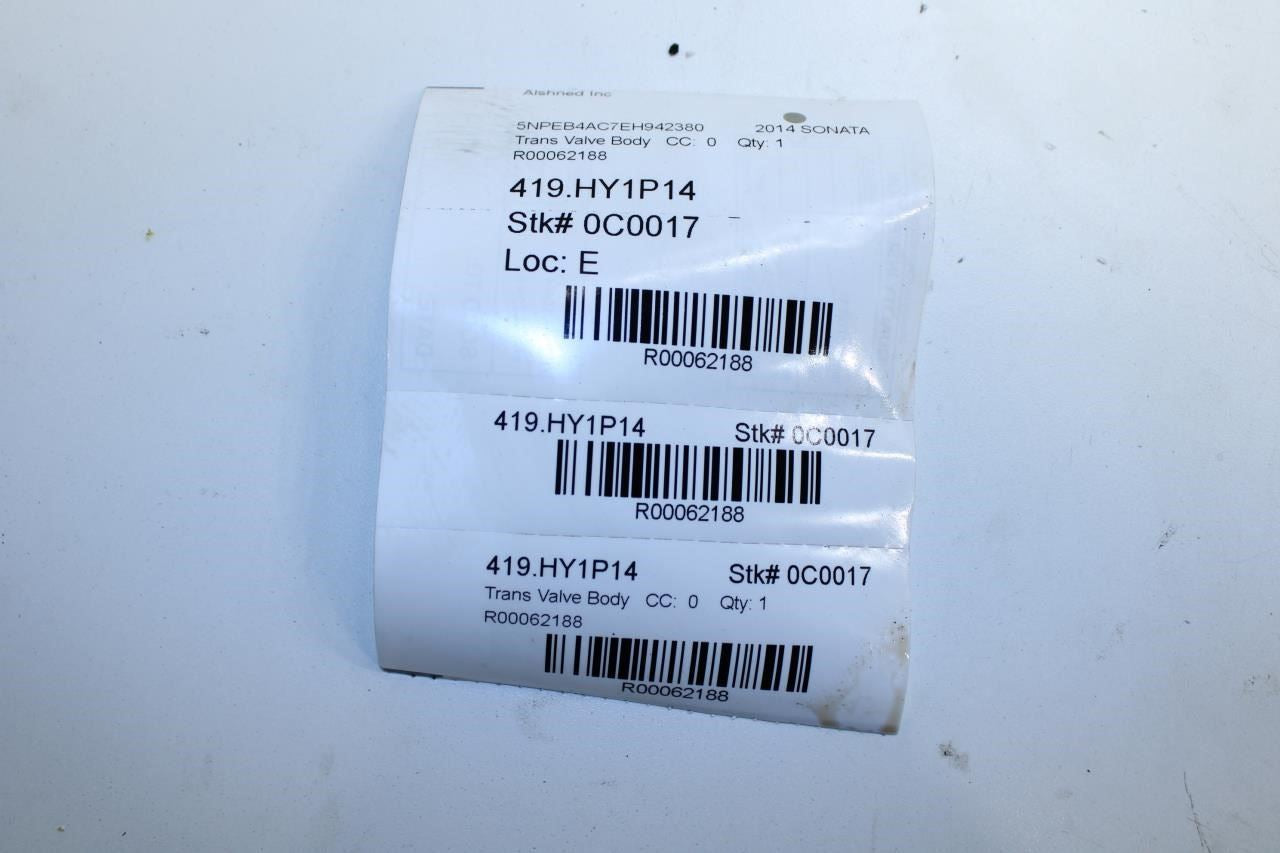 Alshned Inc
5NPEB4AC7EH942380 2014 SONATA
Trans Valve Body CC: 0 Qty: 1
R00062188
419.HY1P14
Stk# 0C0017
Loc: E
R00062188
419.HY1P14 Stk# 0C0017
R00062188
419.HY1P14 Stk# 0C0017
Trans Valve Body CC: 0 Qty: 1
R00062188
R00062188